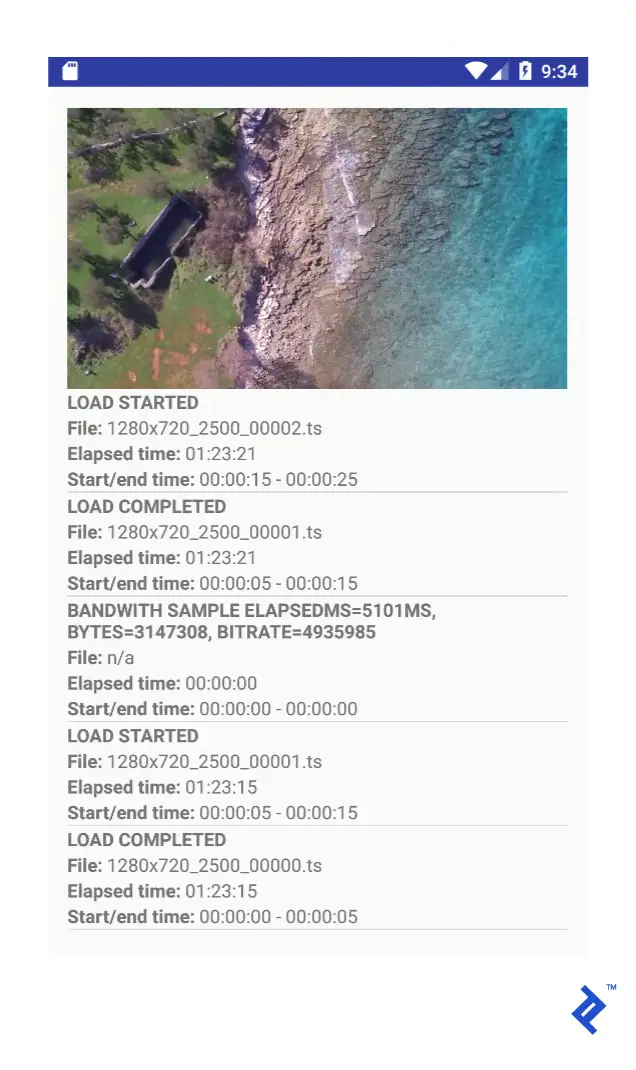 9:34
LOAD STARTED
File: 1280x720_2500_00002.ts
Elapsed time: 01:23:21
Start/end time: 00:00:15 - 00:00:25
LOAD COMPLETED
File: 1280x720_2500_00001.ts
Elapsed time: 01:23:21
Start/end time: 00:00:05 - 00:00:15
BANDWITH SAMPLE ELAPSEDMS=5101MS,
BYTES=3147308, BITRATE=4935985
File: n/a
Elapsed time: 00:00:00
Start/end time: 00:00:00 - 00:00:00
LOAD STARTED
File: 1280x720_2500_00001.ts
Elapsed time: 01:23:15
Start/end time: 00:00:05 - 00:00:15
LOAD COMPLETED
File: 1280x720_2500_00000.ts
Elapsed time: 01:23:15
Start/end time: 00:00:00 - 00:00:05
TM